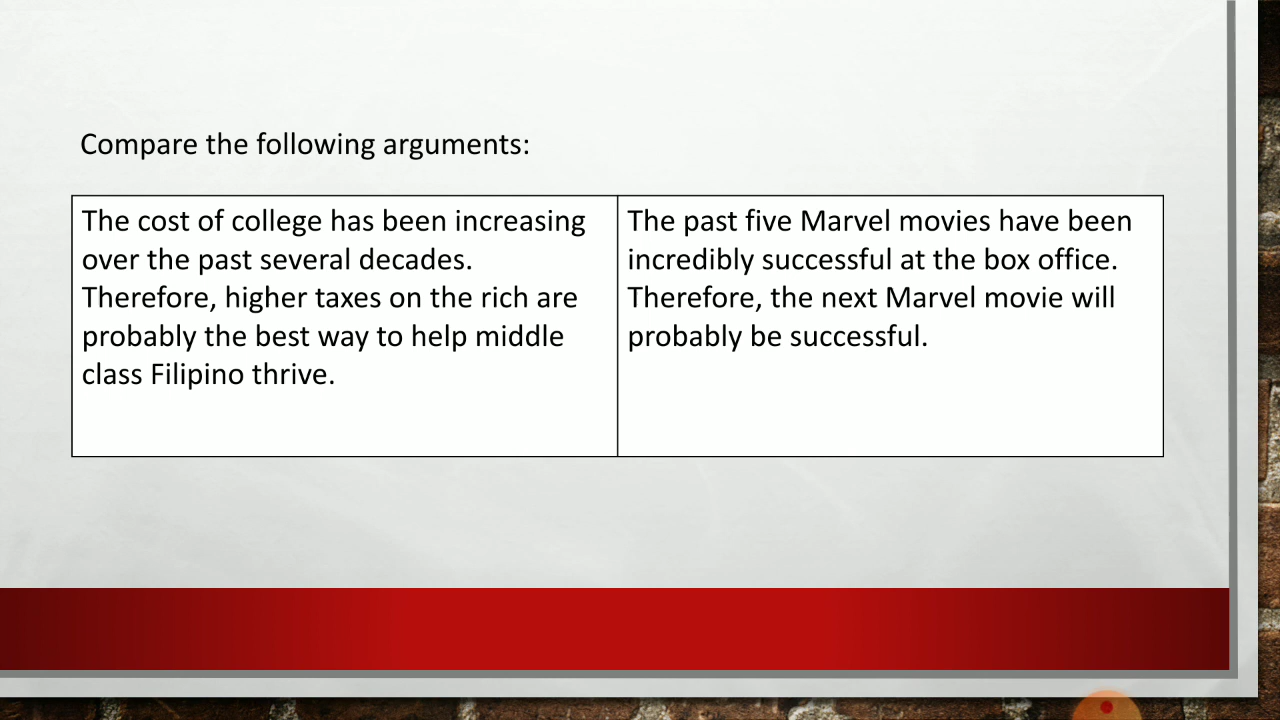 Compare the following arguments:
The cost of college has been increasing
over the past several decades.
Therefore, higher taxes on the rich are
probably the best way to help middle
class Filipino thrive.
The past five Marvel movies have been
incredibly successful at the box office.
Therefore, the next Marvel movie will
probably be successful.